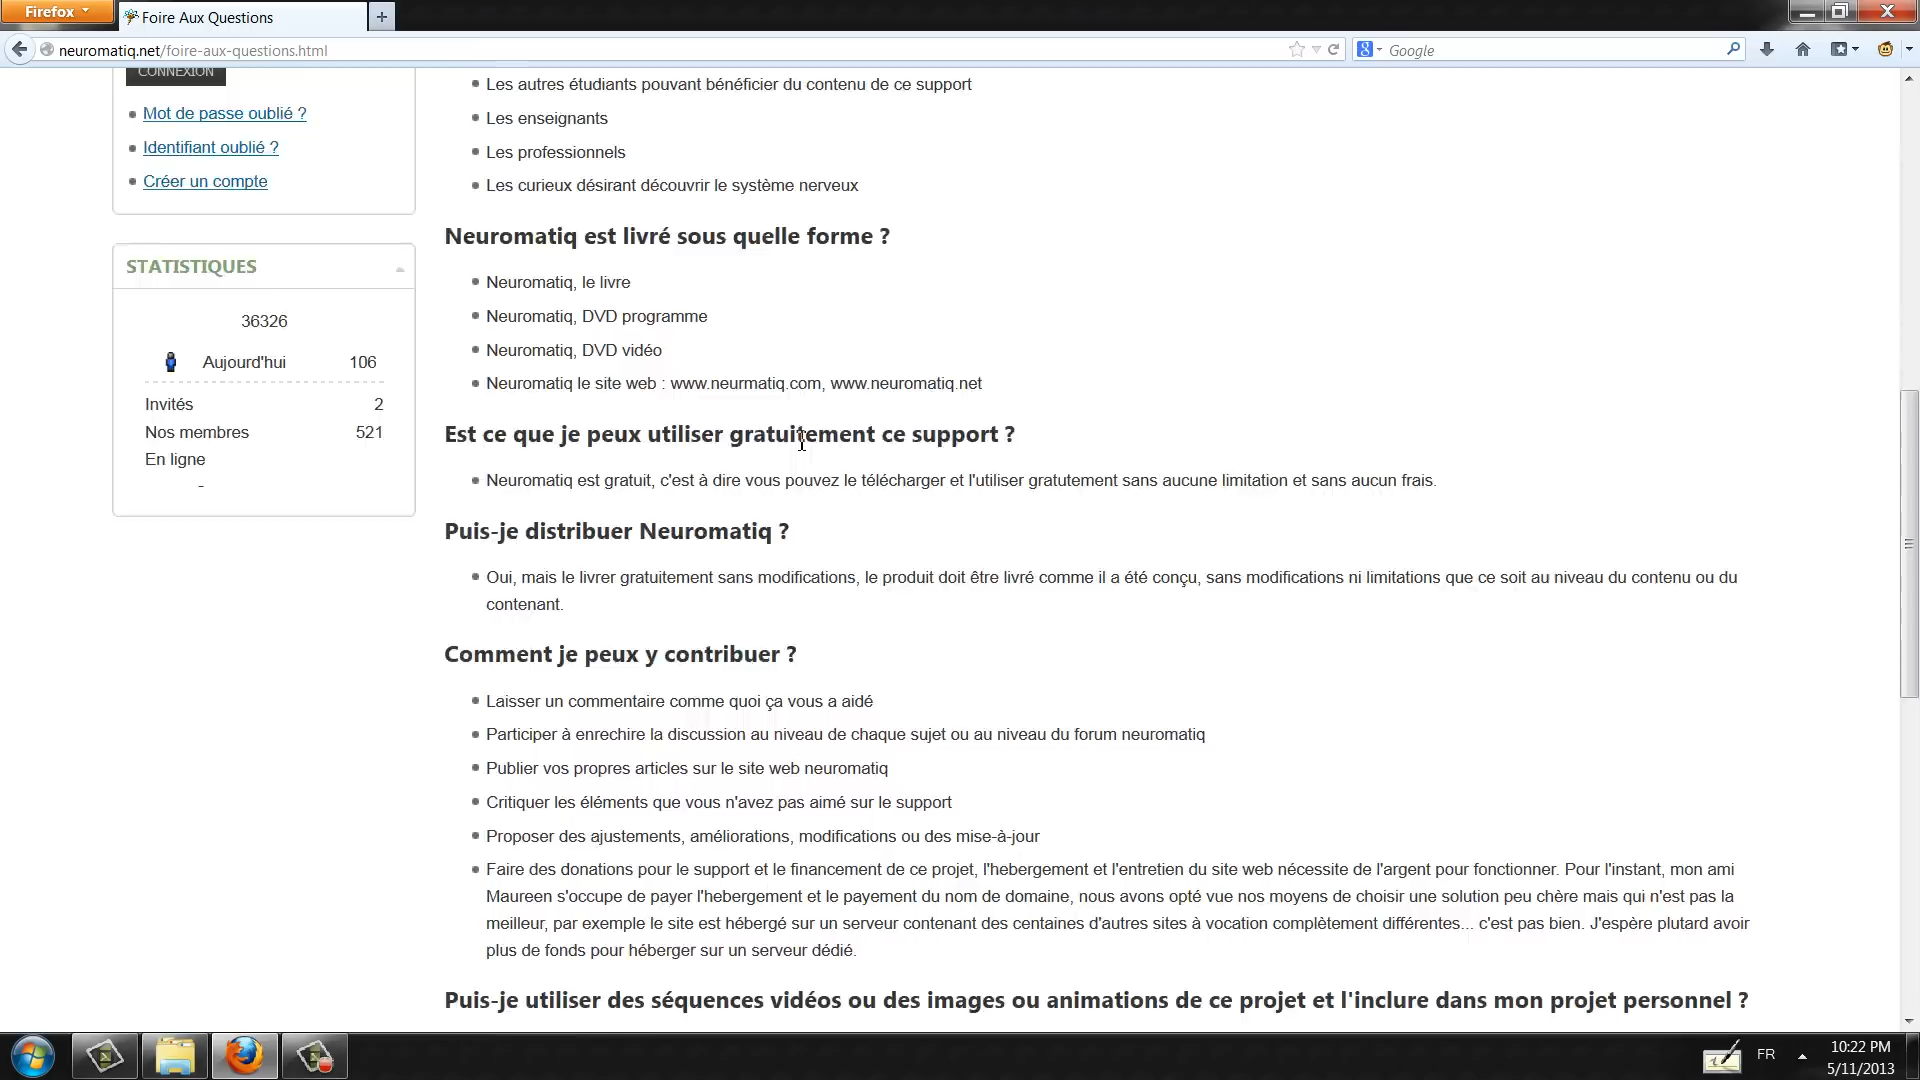 Firefox
Foire Aux Questions
neuromatiq.net/foire-aux-questions.html
Google
CONNEXION
Mot de passe oublié ?
Identifiant oublié ?
Créer un compte
STATISTIQUES
36326
Aujourd'hui 106
Invités 2
Nos membres 521
En ligne
-
Les autres étudiants pouvant bénéficier du contenu de ce support
Les enseignants
Les professionnels
Les curieux désirant découvrir le système nerveux
Neuromatiq est livré sous quelle forme ?
Neuromatiq, le livre
Neuromatiq, DVD programme
Neuromatiq, DVD vidéo
Neuromatiq le site web : www.neurmatiq.com, www.neuromatiq.net
Est ce que je peux utiliser gratuitement ce support ?
Neuromatiq est gratuit, c'est à dire vous pouvez le télécharger et l'utiliser gratutement sans aucune limitation et sans aucun frais.
Puis-je distribuer Neuromatiq ?
Oui, mais le livrer gratuitement sans modifications, le produit doit être livré comme il a été conçu, sans modifications ni limitations que ce soit au niveau du contenu ou du
contenant.
Comment je peux y contribuer ?
Laisser un commentaire comme quoi ça vous a aidé
Participer à enrechire la discussion au niveau de chaque sujet ou au niveau du forum neuromatiq
Publier vos propres articles sur le site web neuromatiq
Critiquer les éléments que vous n'avez pas aimé sur le support
Proposer des ajustements, améliorations, modifications ou des mise-à-jour
Faire des donations pour le support et le financement de ce projet, l'hebergement et l'entretien du site web nécessite de l'argent pour fonctionner. Pour l'instant, mon ami
Maureen s'occupe de payer l'hebergement et le payement du nom de domaine, nous avons opté vue nos moyens de choisir une solution peu chère mais qui n'est pas la
meilleur, par exemple le site est hébergé sur un serveur contenant des centaines d'autres sites à vocation complètement différentes... c'est pas bien. J'espère plutard avoir
plus de fonds pour héberger sur un serveur dédié.
Puis-je utiliser des séquences vidéos ou des images ou animations de ce projet et l'inclure dans mon projet personnel ?
FR
10:22 PM
5/11/2013